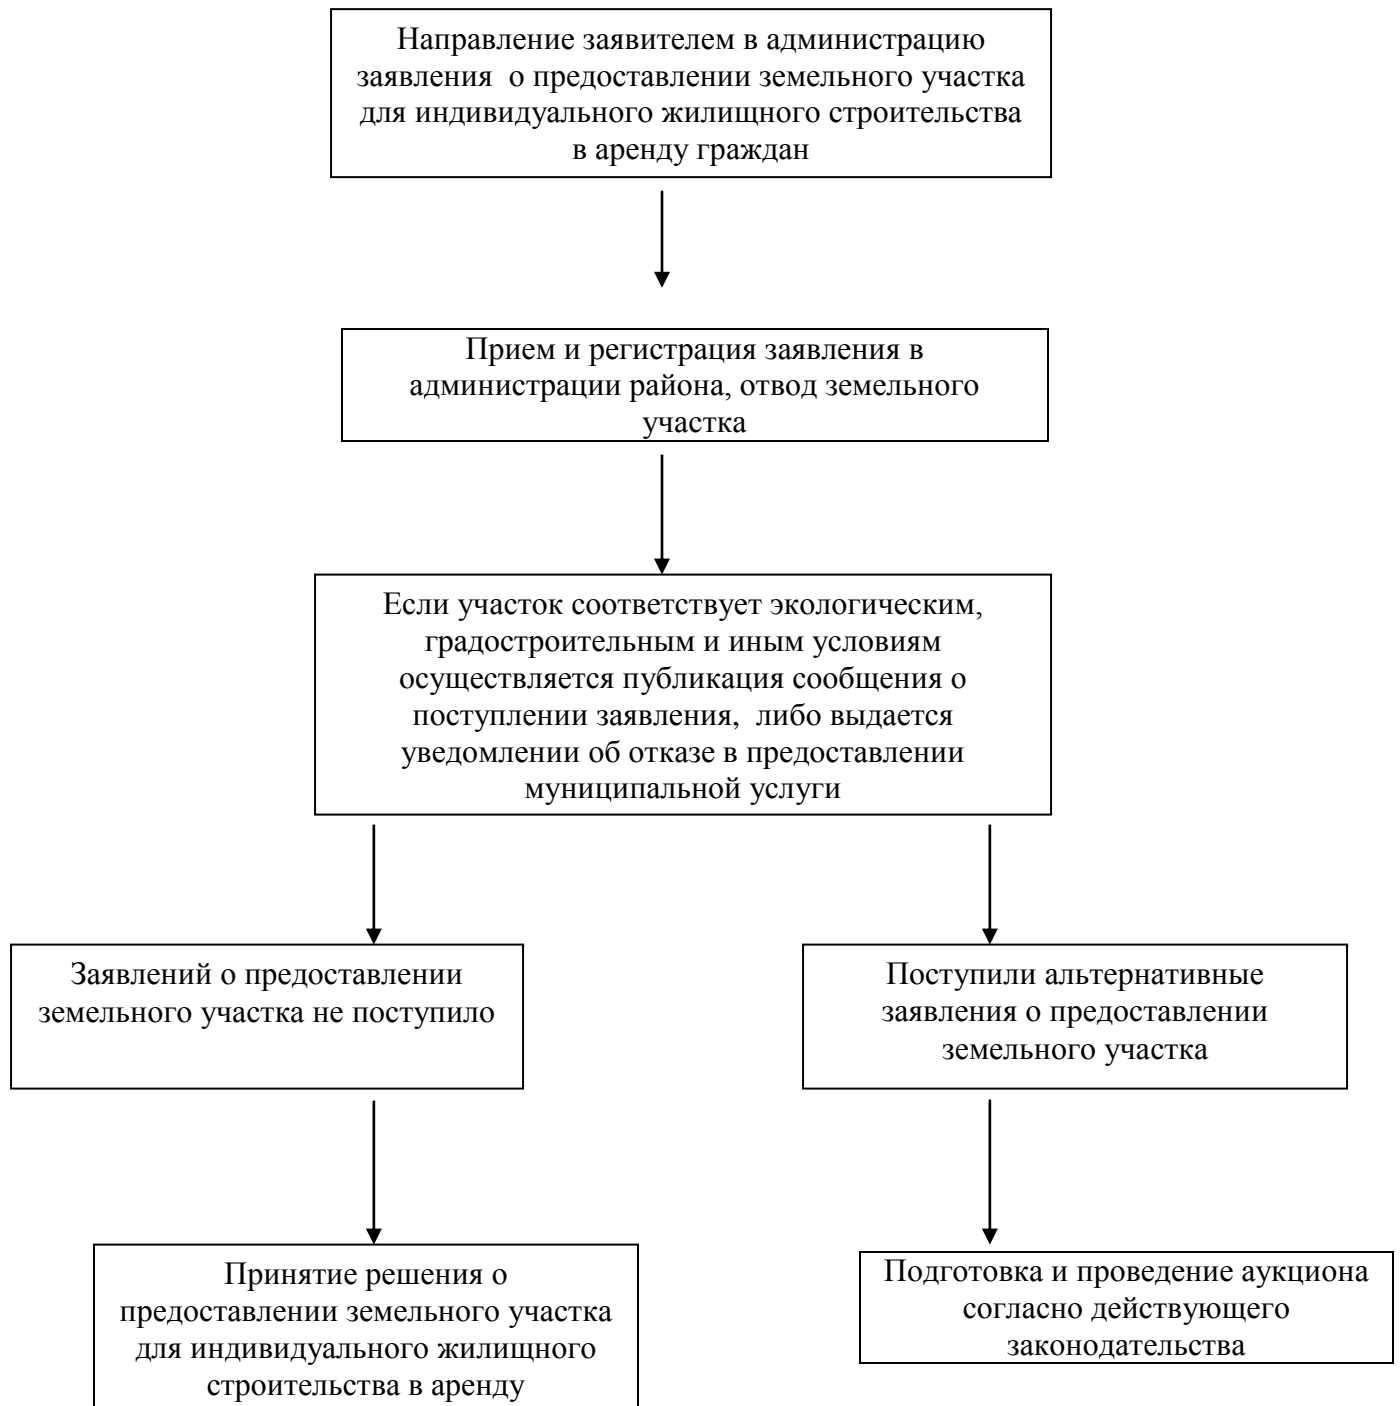 Направление заявителем в администрацию
заявления  о предоставлении земельного участка
для индивидуального жилищного строительства
в аренду граждан
Прием и регистрация заявления в
администрации района, отвод земельного
участка
Если участок соответствует экологическим,
градостроительным и иным условиям
осуществляется публикация сообщения о
поступлении заявления,  либо выдается
уведомлении об отказе в предоставлении
муниципальной услуги
Заявлений о предоставлении
земельного участка не поступило
Поступили альтернативные
заявления о предоставлении
земельного участка
Принятие решения о
предоставлении земельного участка
для индивидуального жилищного
строительства в аренду
Подготовка и проведение аукциона
согласно действующего
законодательства